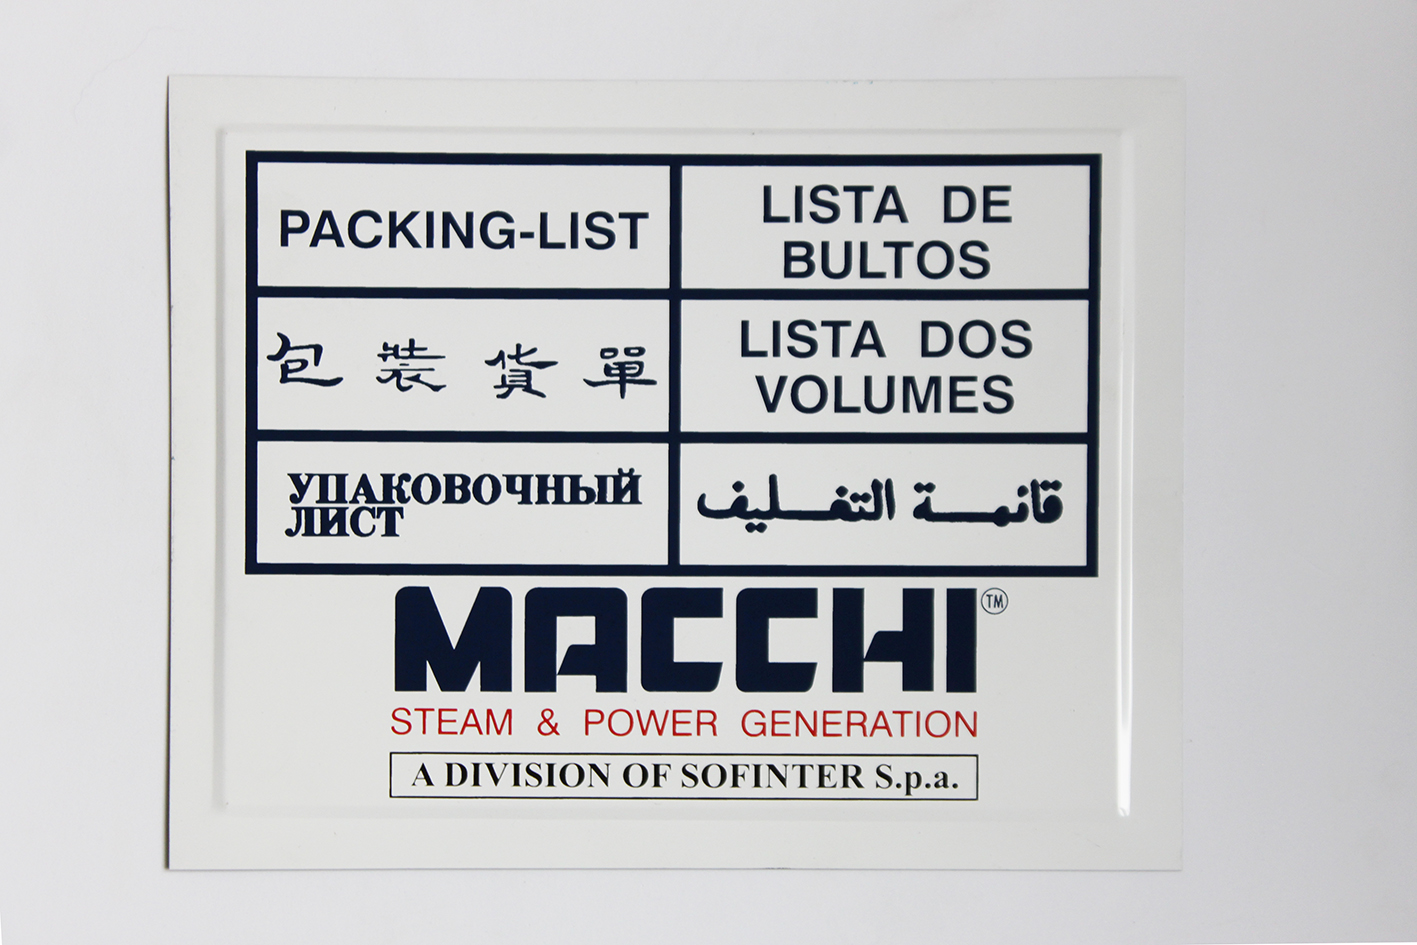 PACKING-LIST
LISTA DE
BULTOS
包裝貨單
LISTA DOS
VOLUMES
УПАКОВОЧНЫЙ
ЛИСТ
قائمة التغليف
MACCHI TM
STEAM & POWER GENERATION
A DIVISION OF SOFINTER S.p.a.